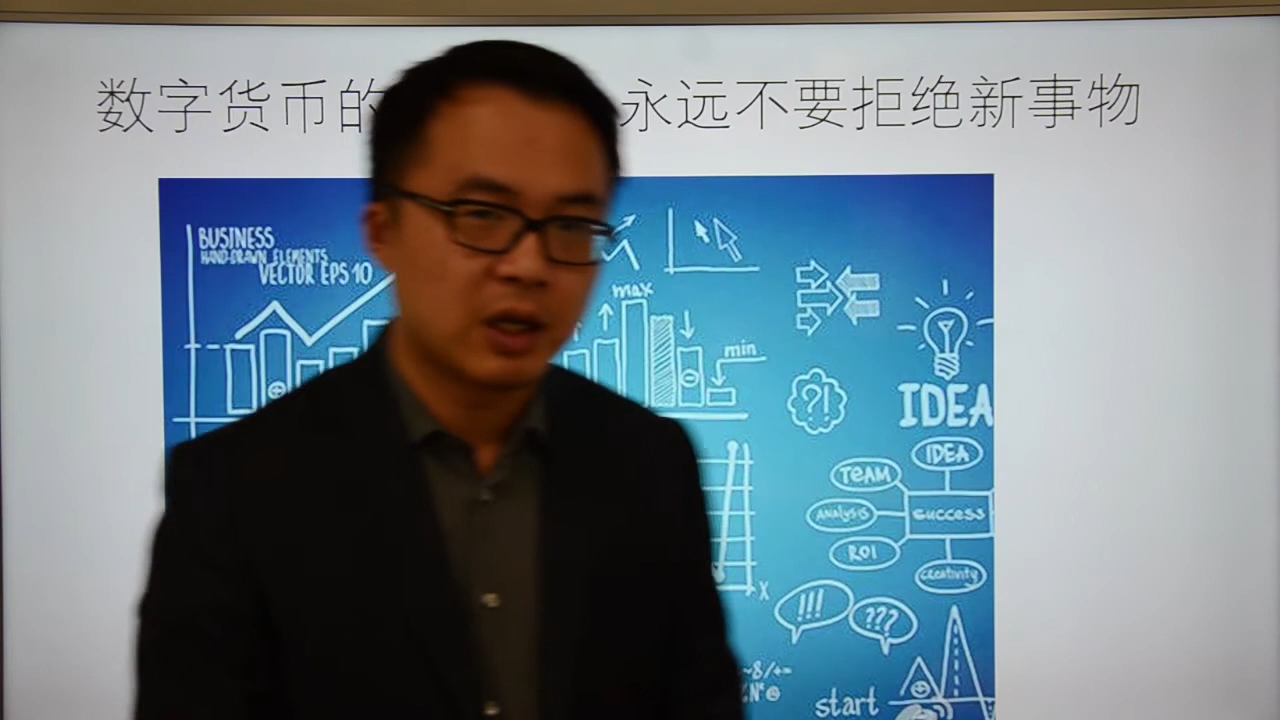 数字货币的 永远不要拒绝新事物
BUSINESS
HAND-DRAWN ELEMENTS
VECTOR EPS 10
max
min
?!
IDEA
IDEA
TEAM
ANALYSIS
success
ROI
creativity
X
!!!
???
start